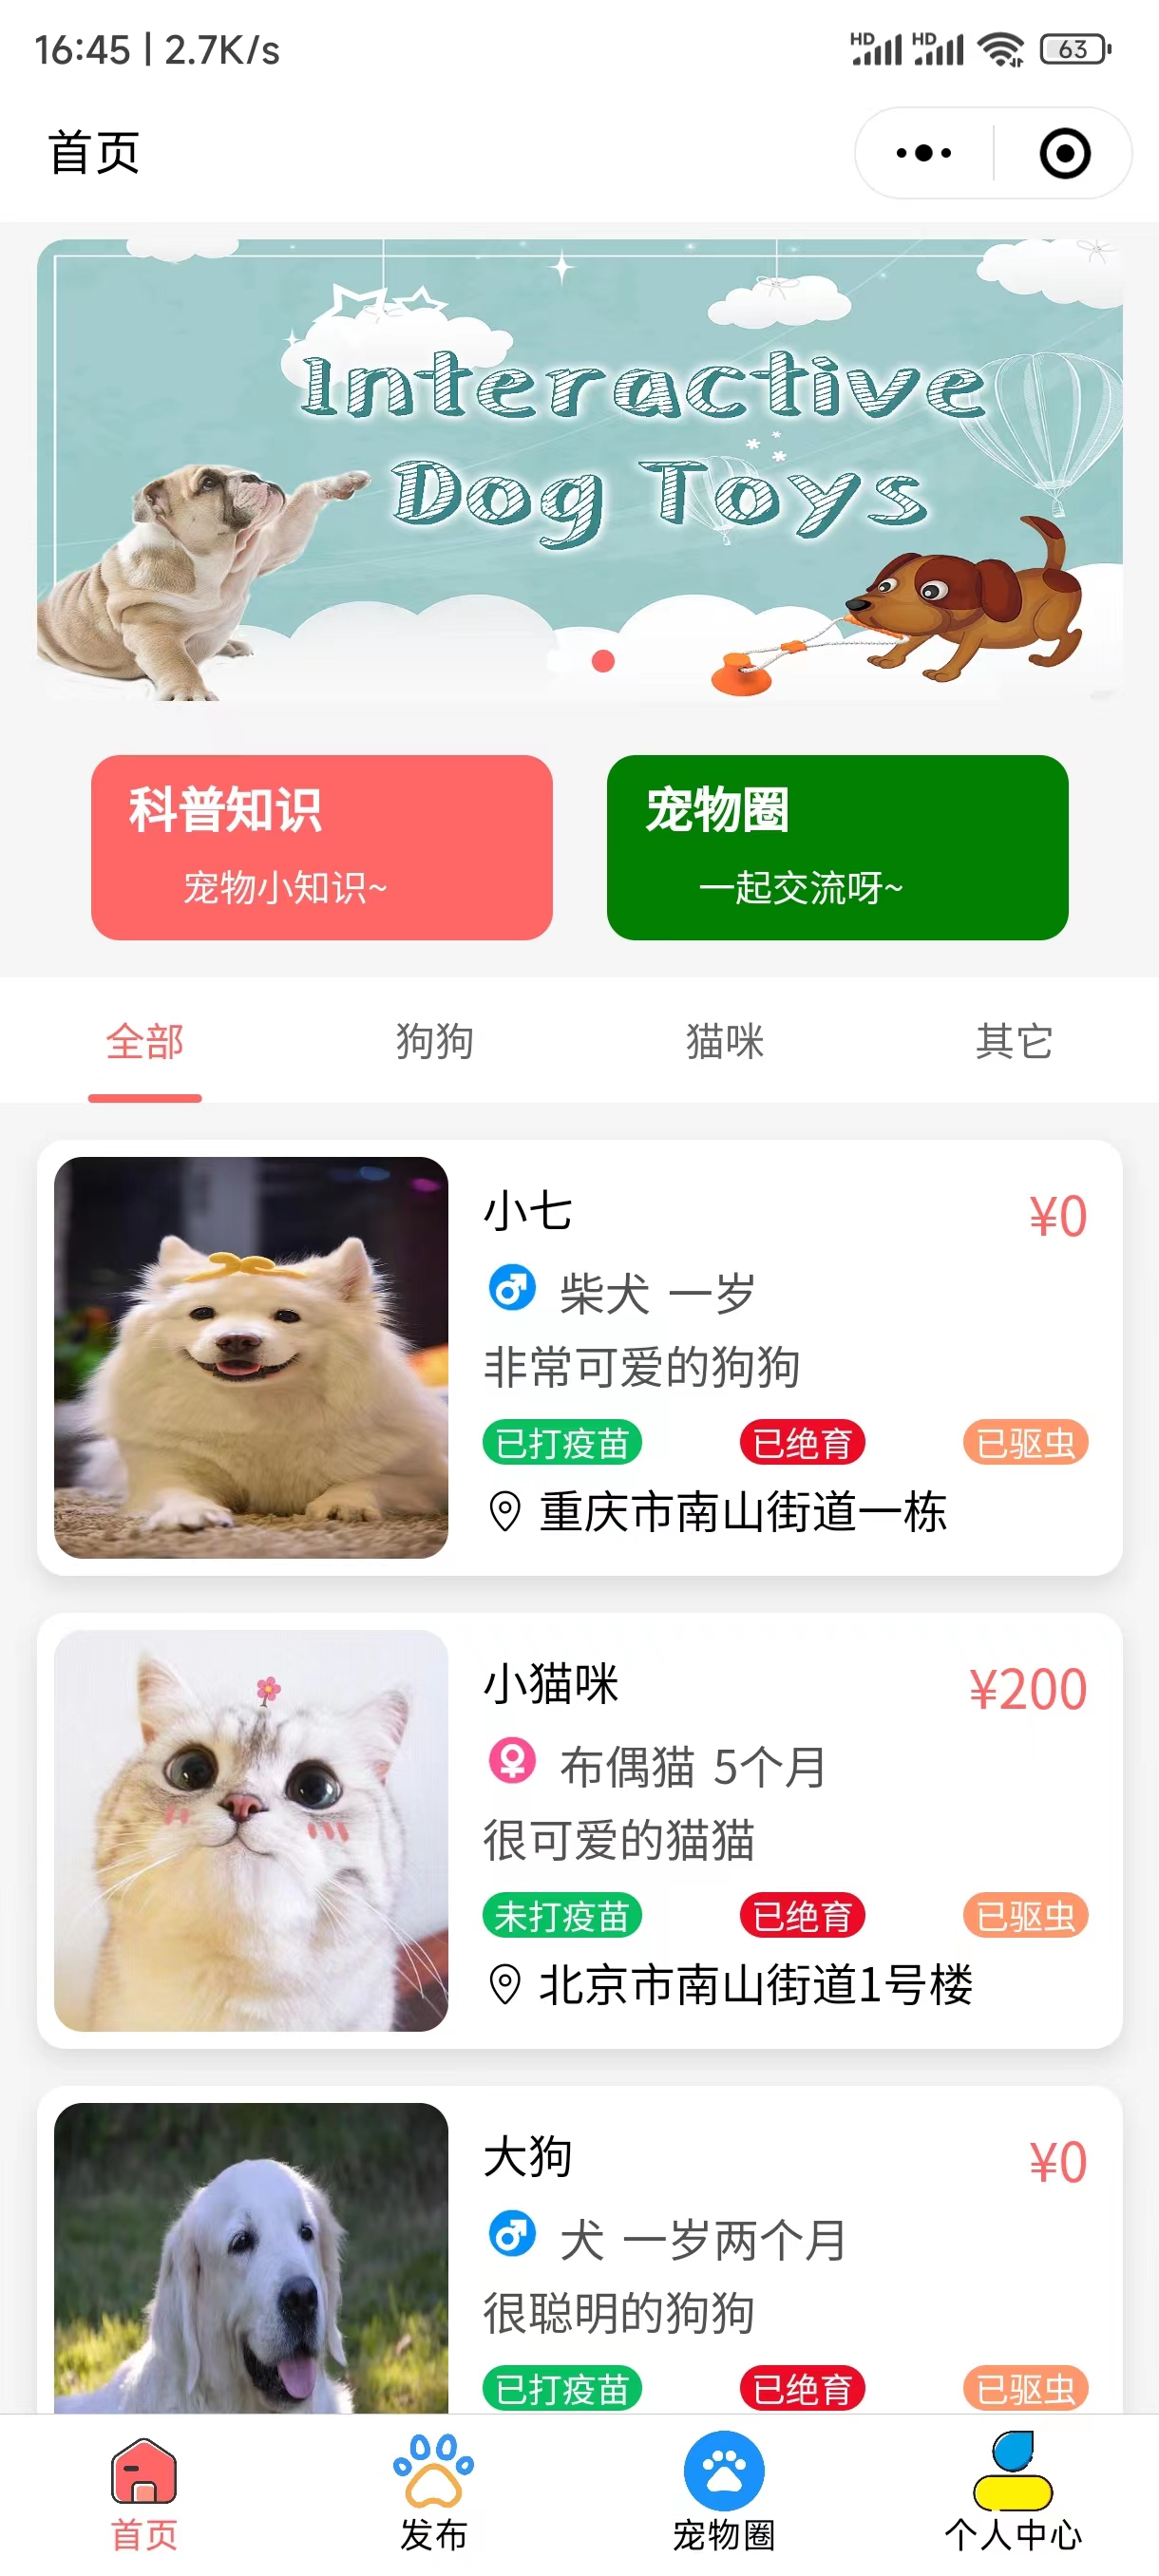 16:45 | 2.7K/s
HD HD 63
首页
Interactive
Dog Toys
科普知识
宠物小知识~
宠物圈
一起交流呀~
全部 狗狗 猫咪 其它
小七 ¥0
柴犬 一岁
非常可爱的狗狗
已打疫苗 已绝育 已驱虫
重庆市南山街道一栋
小猫咪 ¥200
布偶猫 5个月
很可爱的猫猫
未打疫苗 已绝育 已驱虫
北京市南山街道1号楼
大狗 ¥0
犬 一岁两个月
很聪明的狗狗
已打疫苗 已绝育 已驱虫
首页 发布 宠物圈 个人中心